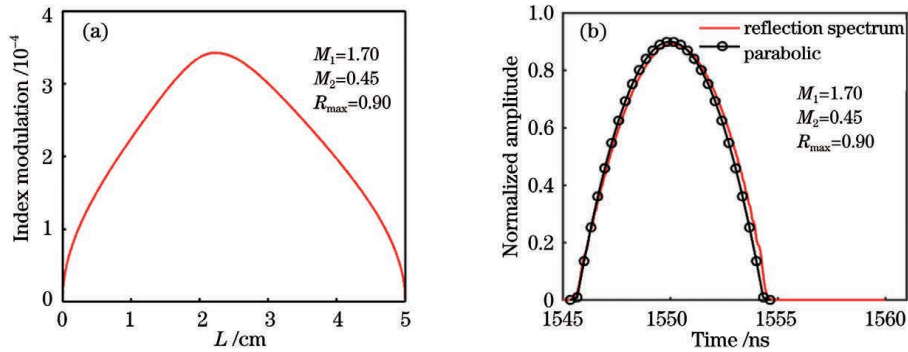 (a)
M₁=1.70
M₂=0.45
Rmax=0.90
Index modulation /10⁻⁴
4
3
2
1
0
0 1 2 3 4 5
L /cm
(b)
reflection spectrum
parabolic
M₁=1.70
M₂=0.45
Rmax=0.90
Normalized amplitude
1.0
0.8
0.6
0.4
0.2
0
1545 1550 1555 1560
Time /ns